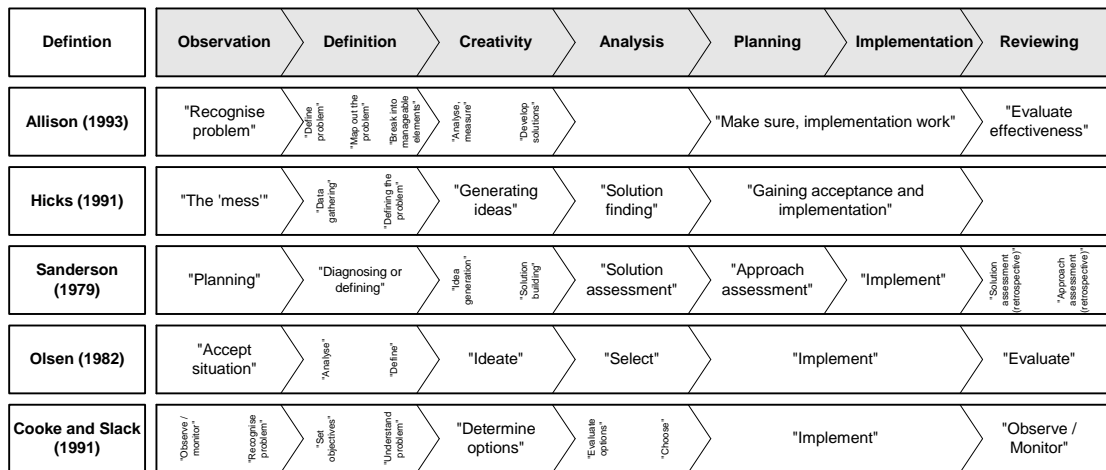 Defintion
Observation
Definition
Creativity
Analysis
Planning
Implementation
Reviewing
Allison (1993)
"Recognise
problem"
"Define
problem"
"Map out the
problem"
"Break into
manageable
elements"
"Analyse,
measure"
"Develop
solutions"
"Make sure, implementation work"
"Evaluate
effectiveness"
Hicks (1991)
"The 'mess'"
"Data
gathering"
"Defining the
problem"
"Generating
ideas"
"Solution
finding"
"Gaining acceptance and
implementation"
Sanderson
(1979)
"Planning"
"Diagnosing or
defining"
"Idea
generation"
"Solution
building"
"Solution
assessment"
"Approach
assessment"
"Implement"
"Solution
assessment
(retrospective)"
"Approach
assessment
(retrospective)"
Olsen (1982)
"Accept
situation"
"Analyse"
"Define"
"Ideate"
"Select"
"Implement"
"Evaluate"
Cooke and Slack
(1991)
"Observe /
monitor"
"Recognise
problem"
"Set
objectives"
"Understand
problem"
"Determine
options"
"Evaluate
options"
"Choose"
"Implement"
"Observe /
Monitor"